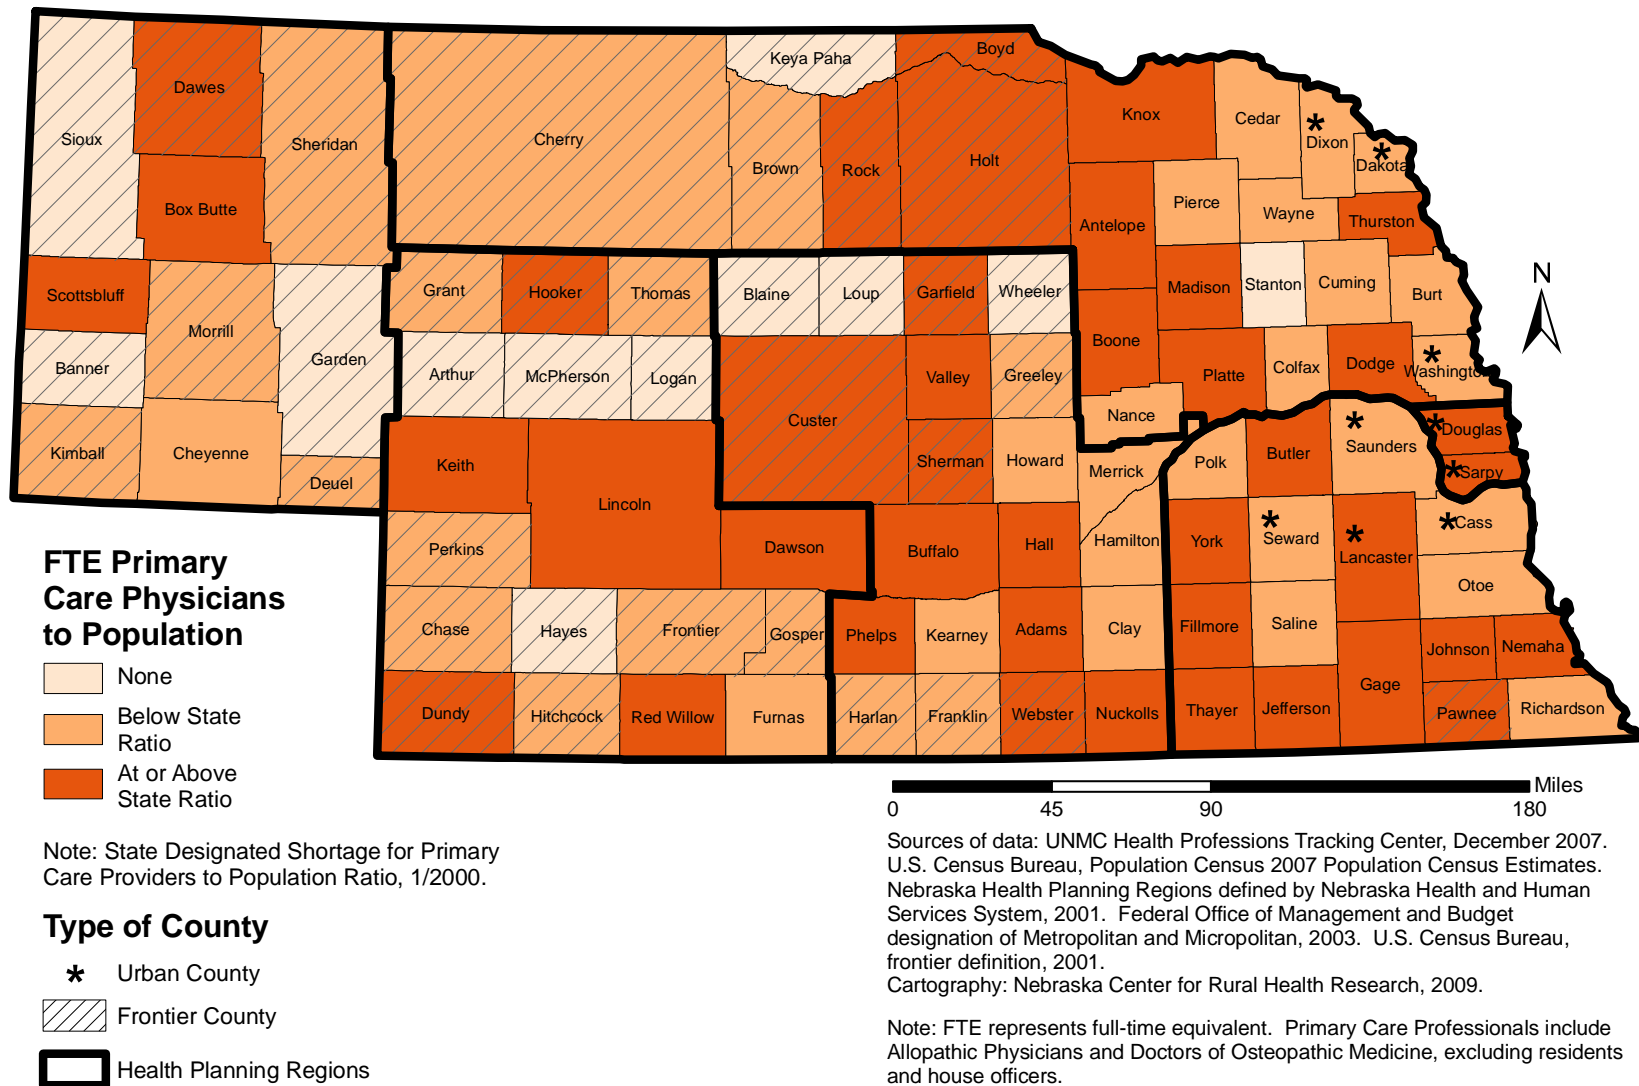 Boyd
Keya Paha
Dawes
Knox
Cedar
Sioux
Sheridan
Cherry
Dixon
Holt
Dakota
Brown
Rock
Box Butte
Pierce
Wayne
Antelope
Thurston
Scottsbluff
Grant
Hooker
Thomas
Blaine
Loup
Garfield
Wheeler
Madison
Stanton
Cuming
Burt
N
Morrill
Garden
Boone
Banner
Arthur
McPherson
Logan
Valley
Greeley
Platte
Colfax
Dodge
Washington
Custer
Nance
Kimball
Cheyenne
Deuel
Keith
Lincoln
Sherman
Howard
Merrick
Polk
Butler
Saunders
Douglas
Sarpy
Perkins
Dawson
Buffalo
Hall
Hamilton
York
Seward
Lancaster
Cass
Otoe
Chase
Hayes
Frontier
Gosper
Phelps
Kearney
Adams
Clay
Fillmore
Saline
Johnson
Nemaha
Gage
Dundy
Hitchcock
Red Willow
Furnas
Harlan
Franklin
Webster
Nuckolls
Thayer
Jefferson
Pawnee
Richardson
FTE Primary
Care Physicians
to Population
None
Below State
Ratio
At or Above
State Ratio
Note: State Designated Shortage for Primary
Care Providers to Population Ratio, 1/2000.
Type of County
* Urban County
Frontier County
Health Planning Regions
Miles
0 45 90 180
Sources of data: UNMC Health Professions Tracking Center, December 2007.
U.S. Census Bureau, Population Census 2007 Population Census Estimates.
Nebraska Health Planning Regions defined by Nebraska Health and Human
Services System, 2001. Federal Office of Management and Budget
designation of Metropolitan and Micropolitan, 2003. U.S. Census Bureau,
frontier definition, 2001.
Cartography: Nebraska Center for Rural Health Research, 2009.
Note: FTE represents full-time equivalent. Primary Care Professionals include
Allopathic Physicians and Doctors of Osteopathic Medicine, excluding residents
and house officers.